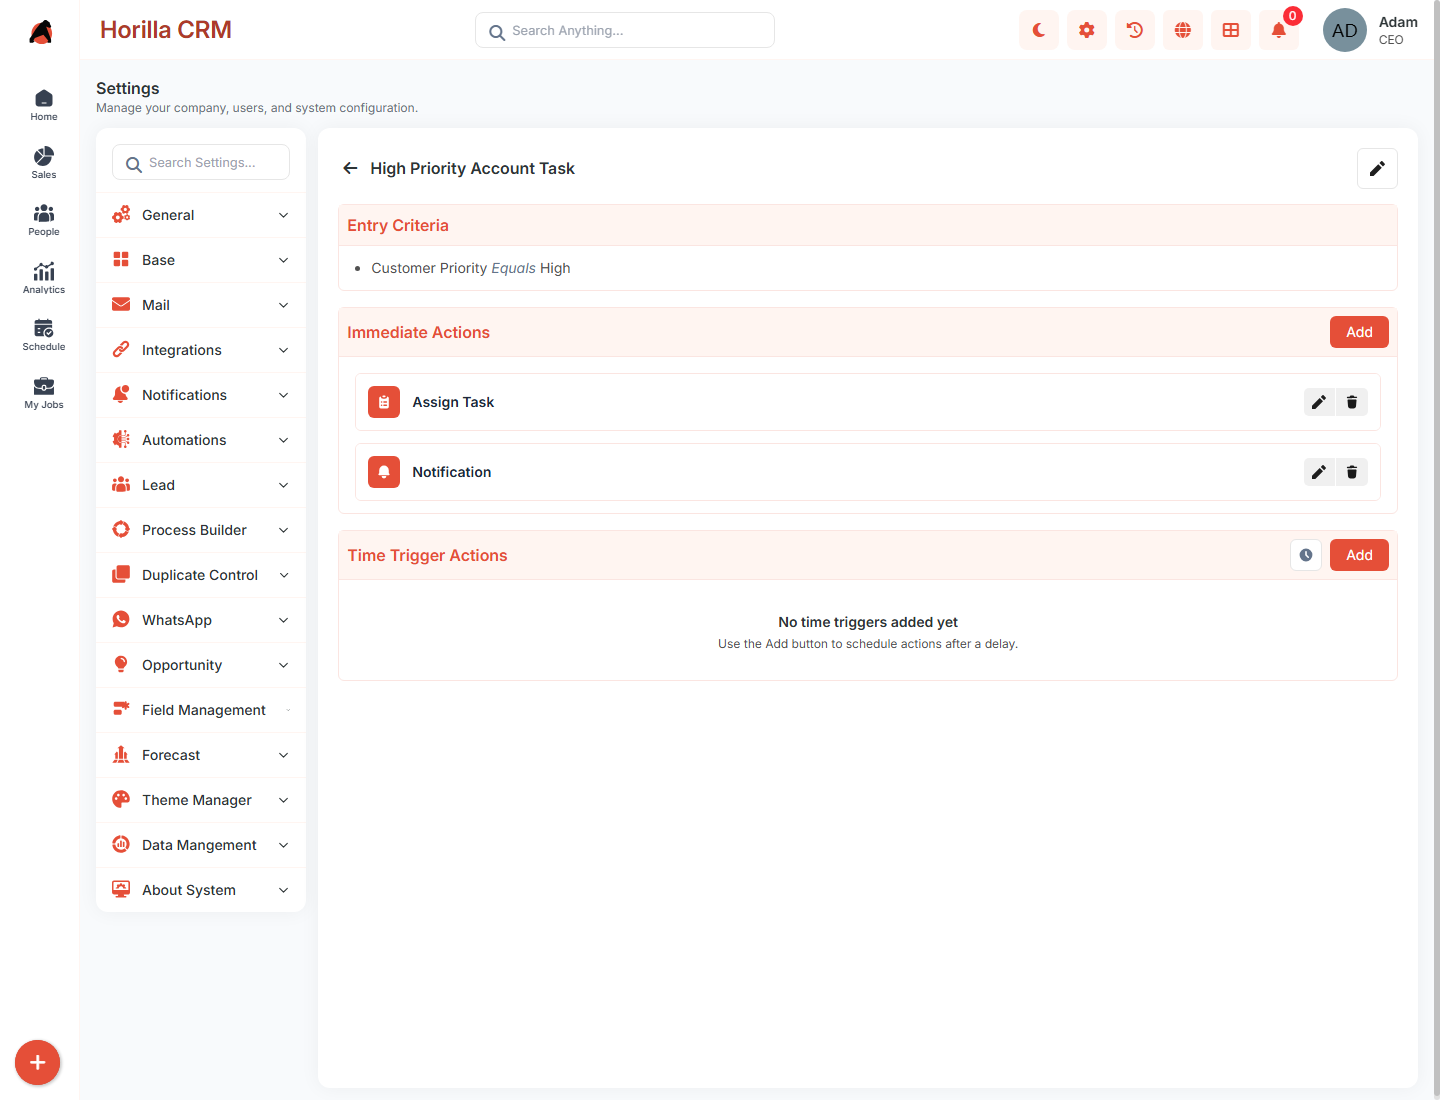 Horilla CRM
Search Anything...
0
AD
Adam
CEO
Home
Sales
People
Analytics
Schedule
My Jobs
Settings
Manage your company, users, and system configuration.
Search Settings...
General
Base
Mail
Integrations
Notifications
Automations
Lead
Process Builder
Duplicate Control
WhatsApp
Opportunity
Field Management
Forecast
Theme Manager
Data Mangement
About System
High Priority Account Task
Entry Criteria
• Customer Priority Equals High
Immediate Actions
Add
Assign Task
Notification
Time Trigger Actions
Add
No time triggers added yet
Use the Add button to schedule actions after a delay.